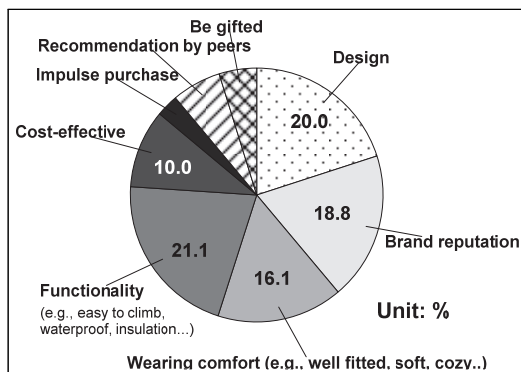 Be gifted
Recommendation by peers
Impulse purchase
Design
Cost-effective
20.0
10.0
18.8
Brand reputation
21.1
16.1
Functionality
(e.g., easy to climb,
waterproof, insulation...)
Unit: %
Wearing comfort (e.g., well fitted, soft, cozy..)